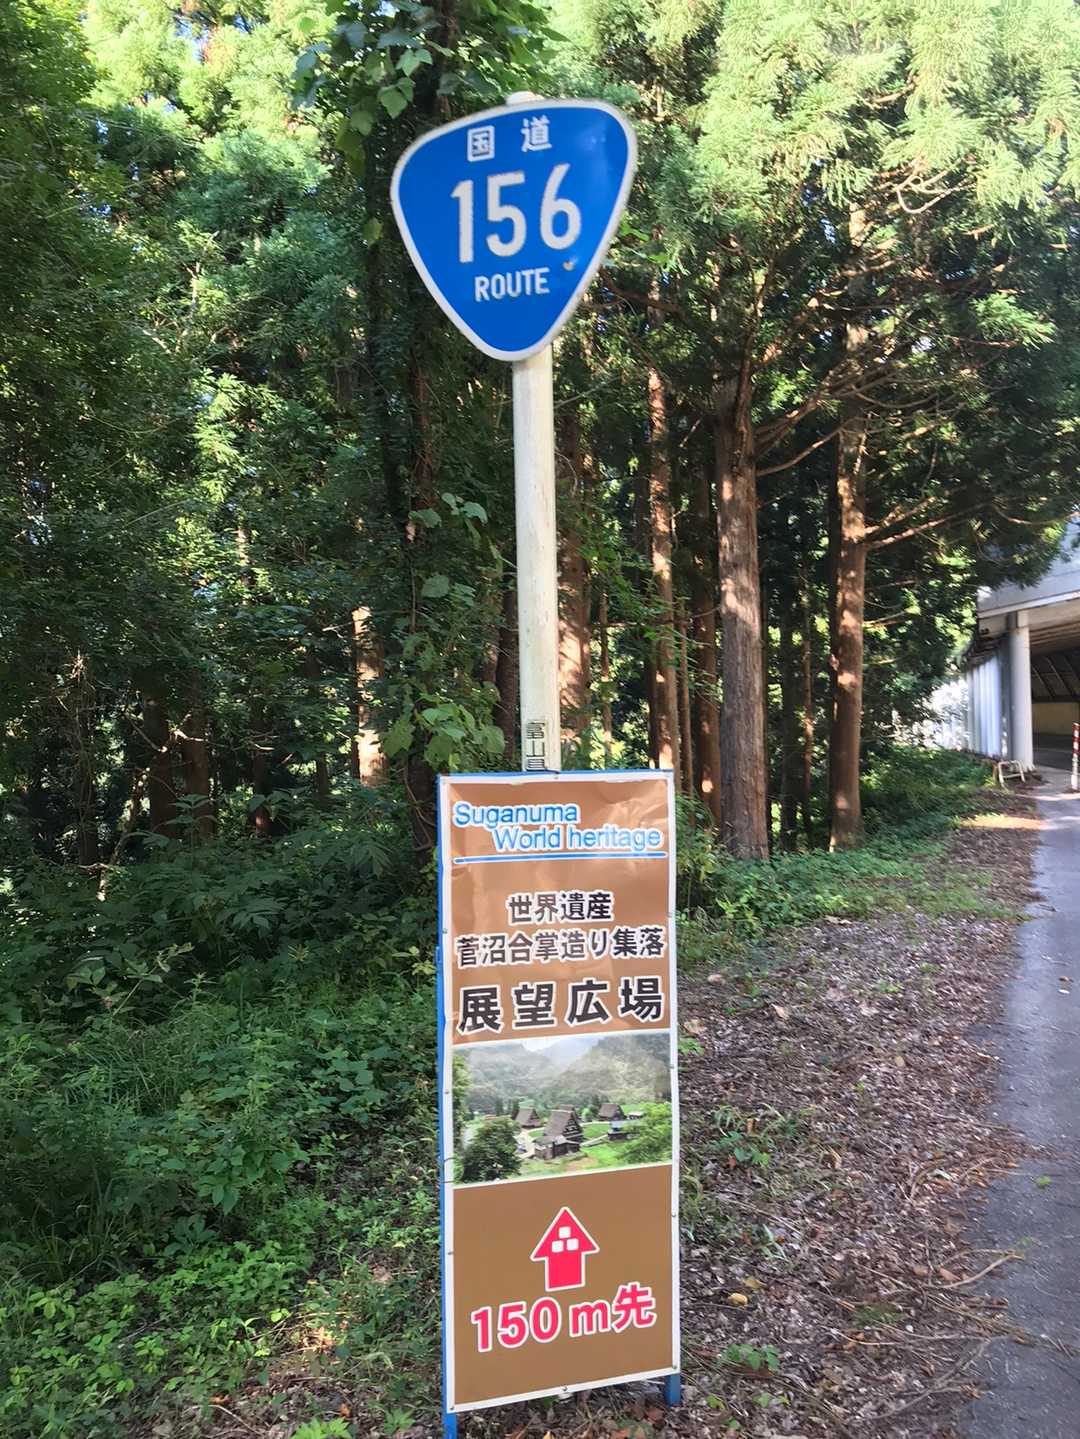 国道
156
ROUTE
富山県
Suganuma
World heritage
世界遺産
菅沼合掌造り集落
展望広場
150m先